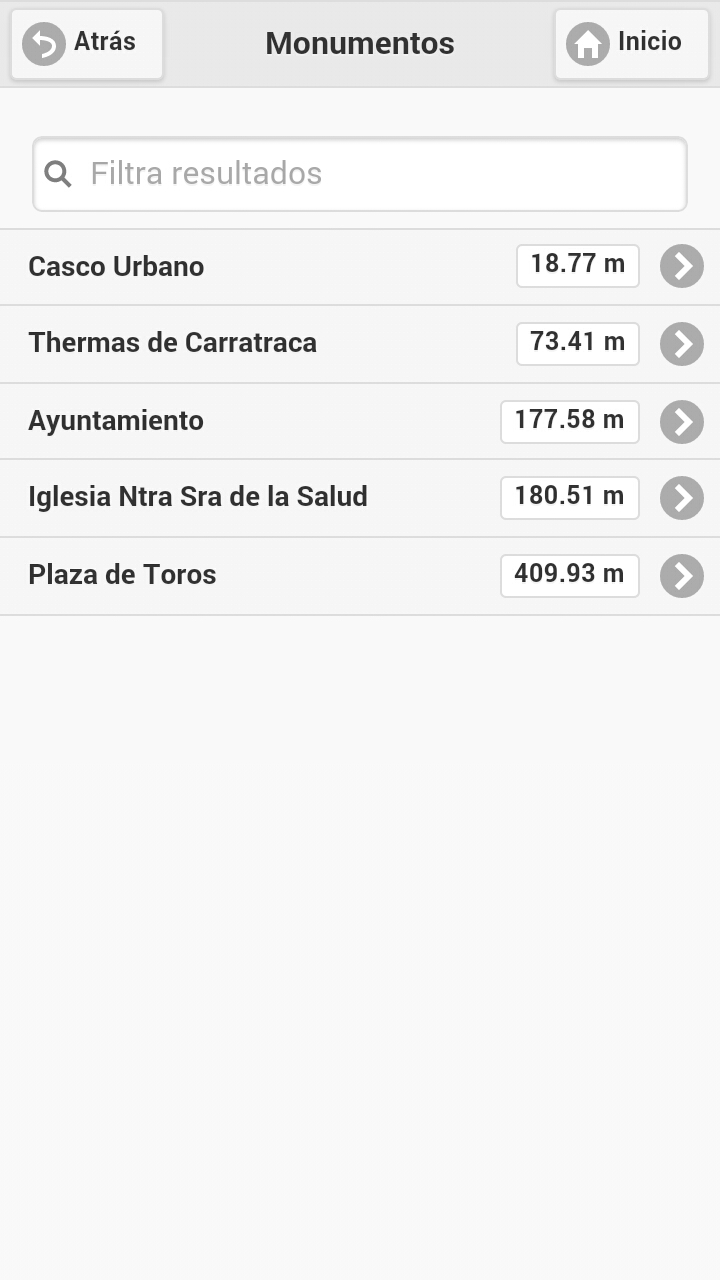 Atrás
Monumentos
Inicio
Filtra resultados
Casco Urbano 18.77 m
Thermas de Carratraca 73.41 m
Ayuntamiento 177.58 m
Iglesia Ntra Sra de la Salud 180.51 m
Plaza de Toros 409.93 m